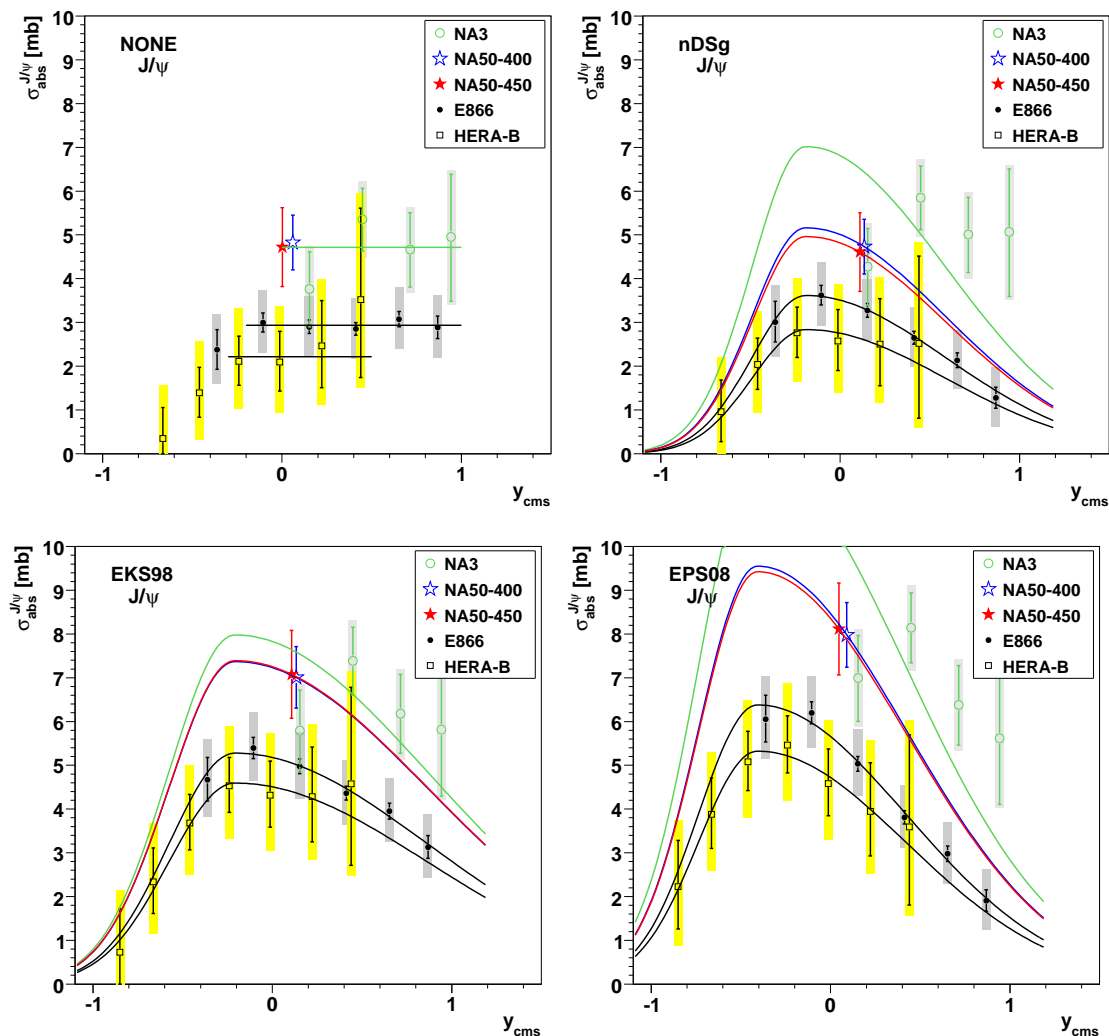 σ_abs^J/ψ [mb]
10
9
8
7
6
5
4
3
2
1
0
NONE
J/ψ
NA3
NA50-400
NA50-450
E866
HERA-B
-1 0 1
y_cms
σ_abs^J/ψ [mb]
10
9
8
7
6
5
4
3
2
1
0
nDSg
J/ψ
NA3
NA50-400
NA50-450
E866
HERA-B
-1 0 1
y_cms
σ_abs^J/ψ [mb]
10
9
8
7
6
5
4
3
2
1
0
EKS98
J/ψ
NA3
NA50-400
NA50-450
E866
HERA-B
-1 0 1
y_cms
σ_abs^J/ψ [mb]
10
9
8
7
6
5
4
3
2
1
0
EPS08
J/ψ
NA3
NA50-400
NA50-450
E866
HERA-B
-1 0 1
y_cms